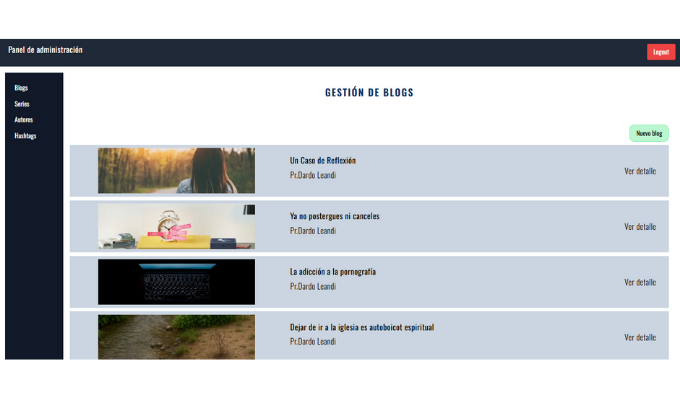 Panel de administración
Logout
Blogs
Series
Autores
Hashtags
GESTIÓN DE BLOGS
Nuevo blog
Un Caso de Reflexión
Pr.Dardo Leandi
Ver detalle
Ya no postergues ni canceles
Pr.Dardo Leandi
Ver detalle
La adicción a la pornografía
Pr.Dardo Leandi
Ver detalle
Dejar de ir a la iglesia es autoboicot espiritual
Pr.Dardo Leandi
Ver detalle